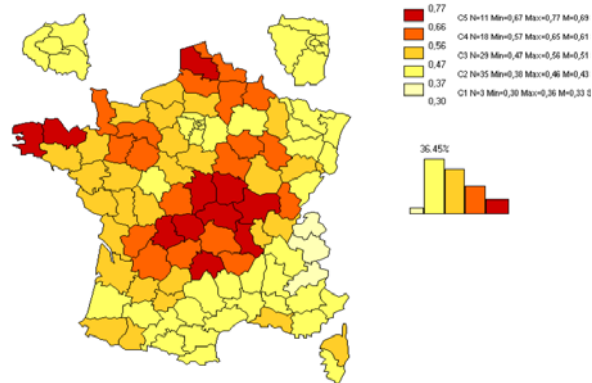 0,77
C5 N=11 Min=0,67 Max=0,77 M=0,69
0,66
C4 N=18 Min=0,57 Max=0,65 M=0,61
0,56
C3 N=29 Min=0,47 Max=0,56 M=0,51
0,47
C2 N=35 Min=0,38 Max=0,46 M=0,43
0,37
C1 N=3 Min=0,30 Max=0,36 M=0,33 S
0,30
36.45%